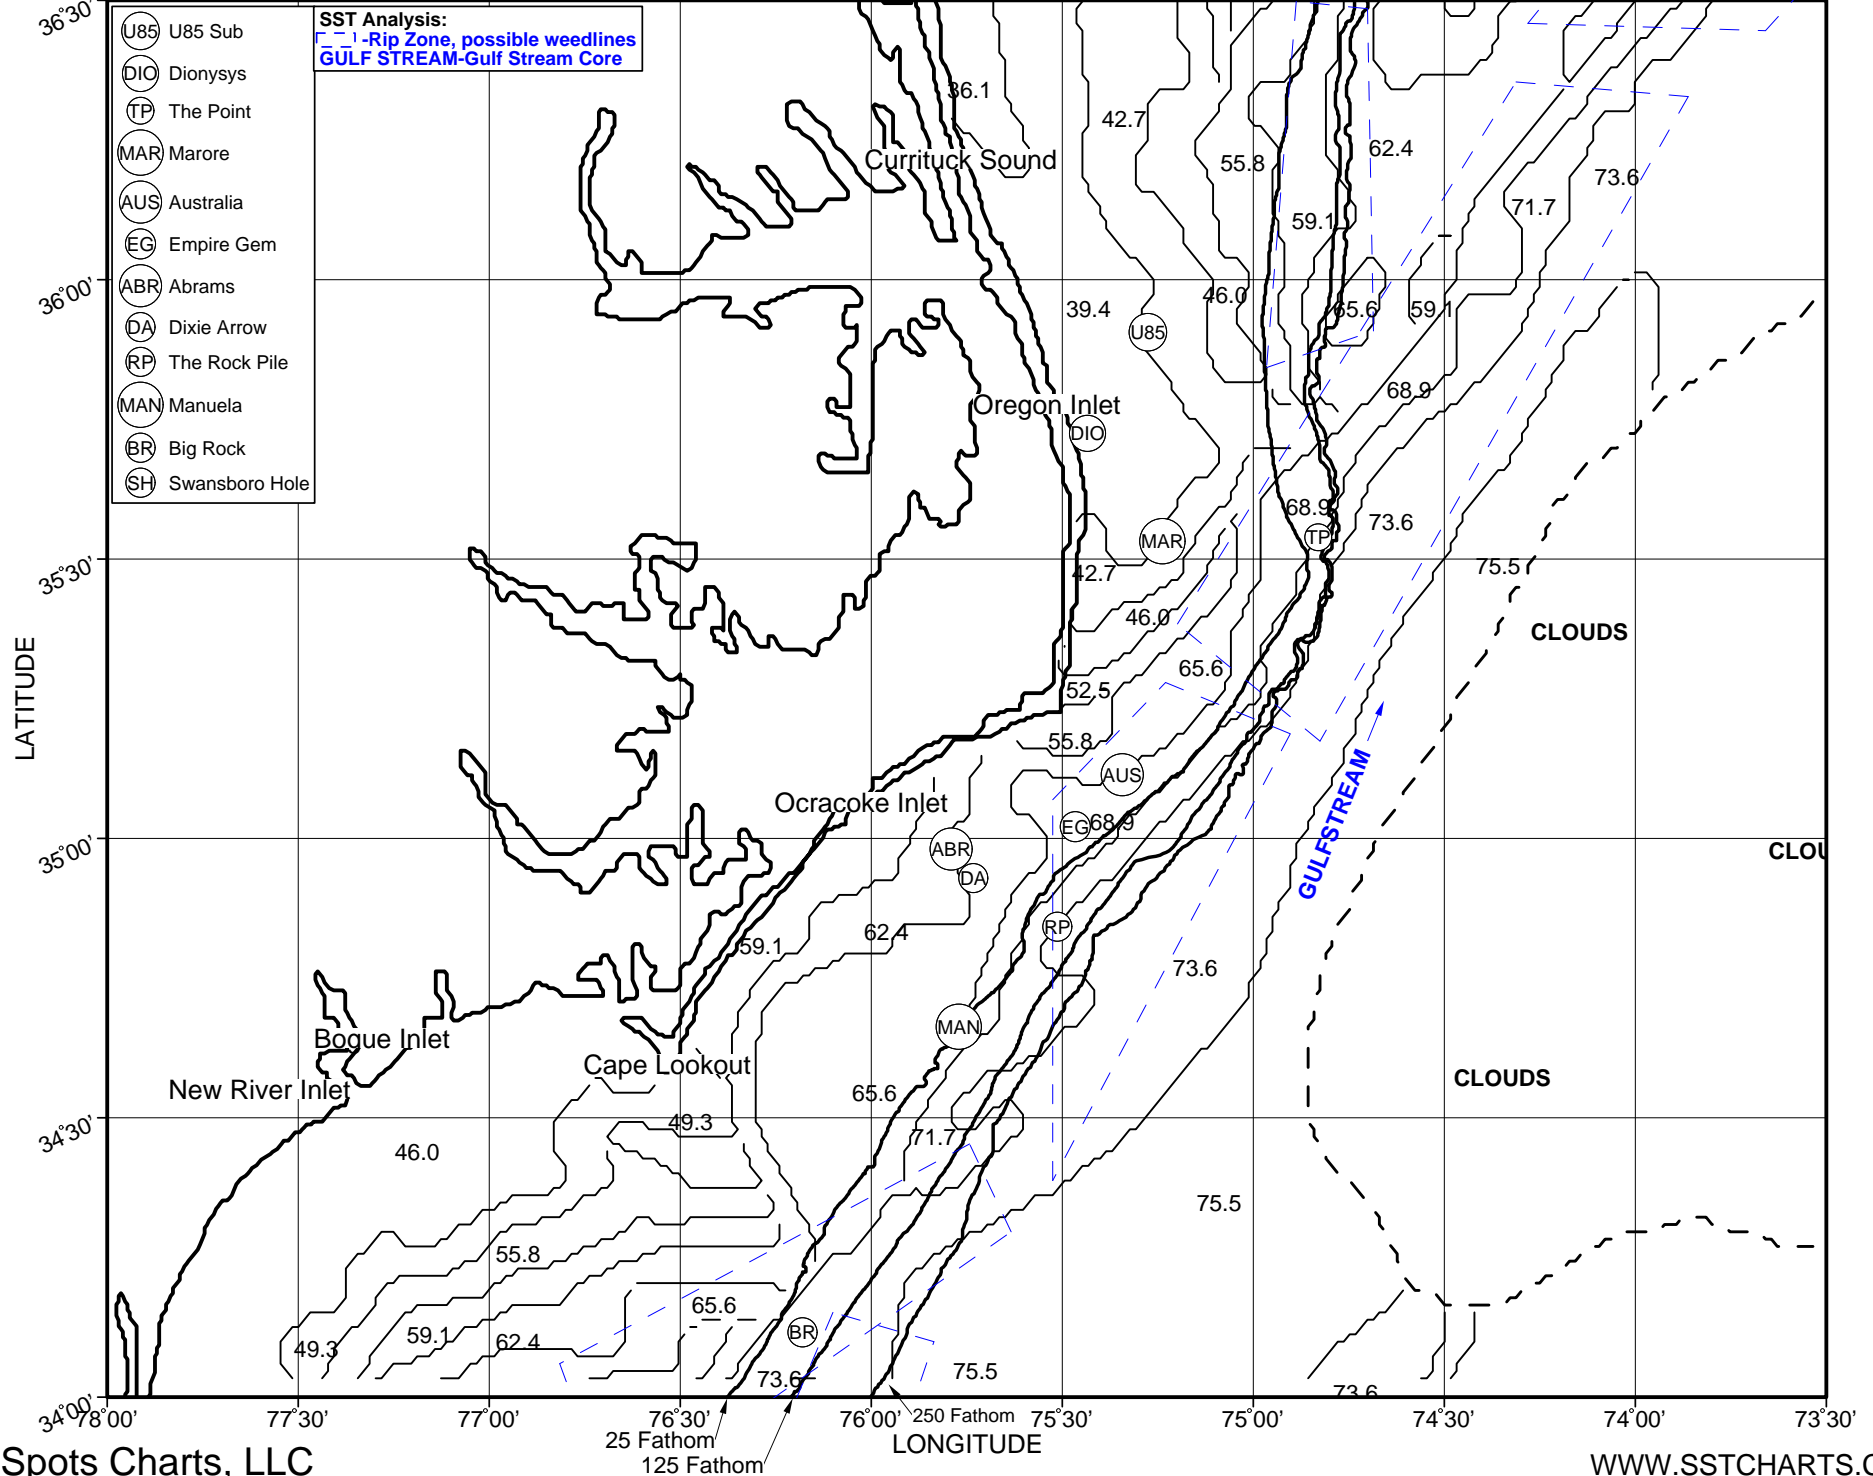 36°30'
U85 U85 Sub
DIO Dionysys
TP The Point
MAR Marore
AUS Australia
EG Empire Gem
ABR Abrams
DA Dixie Arrow
RP The Rock Pile
MAN Manuela
BR Big Rock
SH Swansboro Hole
SST Analysis:
-Rip Zone, possible weedlines
GULF STREAM-Gulf Stream Core
36.1
42.7
62.4
Currituck Sound
55.8
73.6
71.7
59.1
36°00'
46.0
39.4
65.6
59.1
U85
68.9
Oregon Inlet
DIO
68.9
73.6
TP
MAR
35°30'
42.7
75.5
46.0
CLOUDS
65.6
LATITUDE
52.5
55.8
AUS
Ocracoke Inlet
EG
68.9
GULFSTREAM
35°00'
ABR
CLOU
DA
RP
62.4
59.1
73.6
MAN
Bogue Inlet
Cape Lookout
CLOUDS
New River Inlet
65.6
34°30'
49.3
71.7
46.0
75.5
55.8
65.6
BR
59.1
62.4
49.3
75.5
73.6
73.6
34°00'
78°00'
77°30'
77°00'
76°30'
76°00'
75°30'
75°00'
74°30'
74°00'
73°30'
250 Fathom
25 Fathom
LONGITUDE
125 Fathom
Spots Charts, LLC
WWW.SSTCHARTS.C